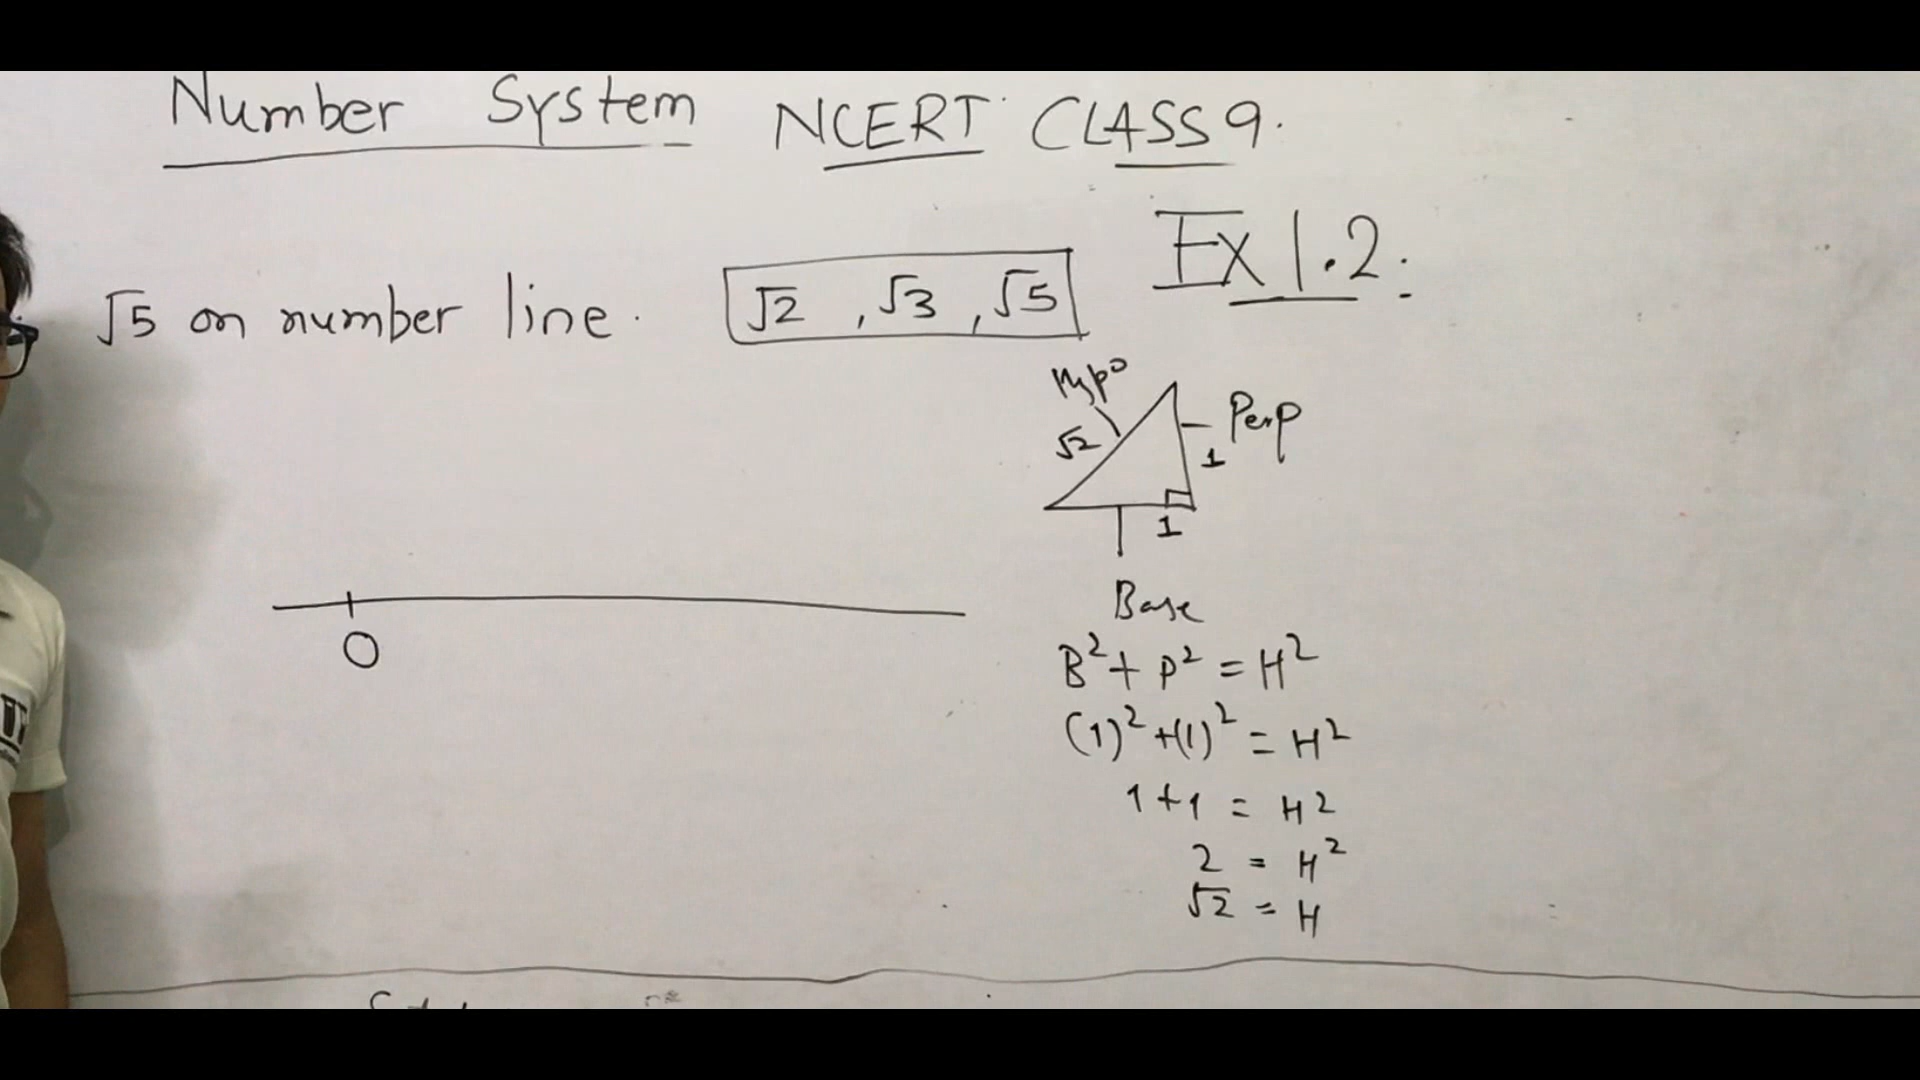 Number System NCERT CLASS 9.
Ex 1.2.
√5 on number line. √2, √3, √5
Hypo
Perp
√2
1
1
Base
0
B² + P² = H²
(1)² + (1)² = H²
1 + 1 = H²
2 = H²
√2 = H